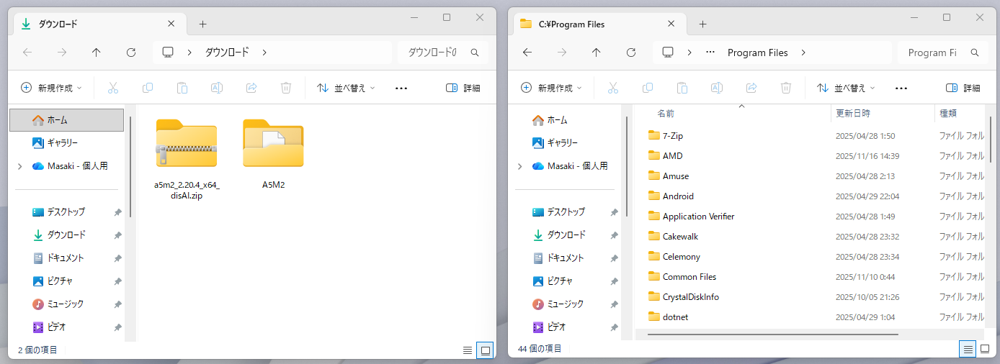 ダウンロード
ダウンロード
ダウンロードの
新規作成
並べ替え
詳細
ホーム
ギャラリー
Masaki - 個人用
デスクトップ
ダウンロード
ドキュメント
ピクチャ
ミュージック
ビデオ
a5m2_2.20.4_x64_
disAI.zip
A5M2
2 個の項目
C:¥Program Files
Program Files
Program Fi
新規作成
並べ替え
詳細
ホーム
ギャラリー
Masaki - 個人用
デスクトップ
ダウンロード
ドキュメント
ピクチャ
ミュージック
ビデオ
名前 更新日時 種類
7-Zip 2025/04/28 1:50 ファイル フォル
AMD 2025/11/16 14:39 ファイル フォル
Amuse 2025/04/28 2:13 ファイル フォル
Android 2025/04/29 22:04 ファイル フォル
Application Verifier 2025/04/28 1:49 ファイル フォル
Cakewalk 2025/04/28 23:32 ファイル フォル
Celemony 2025/04/28 23:34 ファイル フォル
Common Files 2025/11/10 0:44 ファイル フォル
CrystalDiskInfo 2025/10/05 21:26 ファイル フォル
dotnet 2025/04/29 1:04 ファイル フォル
44 個の項目